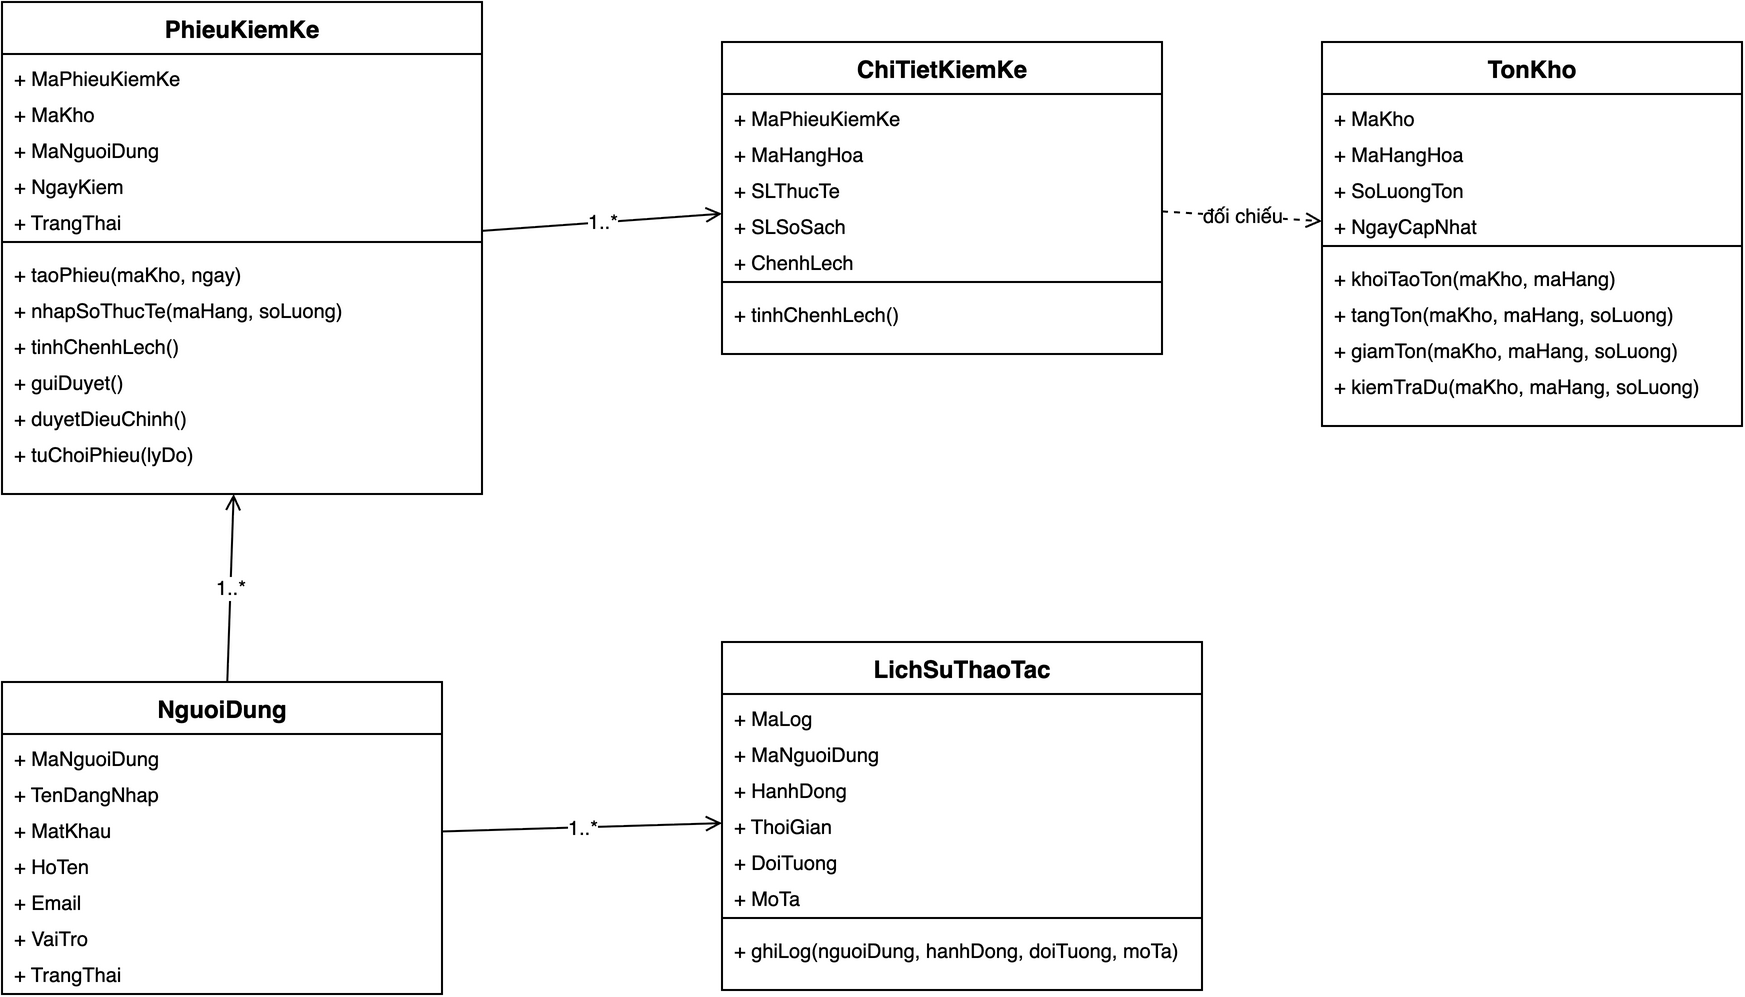 PhieuKiemKe
+ MaPhieuKiemKe
+ MaKho
+ MaNguoiDung
+ NgayKiem
+ TrangThai
+ taoPhieu(maKho, ngay)
+ nhapSoThucTe(maHang, soLuong)
+ tinhChenhLech()
+ guiDuyet()
+ duyetDieuChinh()
+ tuChoiPhieu(lyDo)
1..*
ChiTietKiemKe
+ MaPhieuKiemKe
+ MaHangHoa
+ SLThucTe
+ SLSoSach
+ ChenhLech
+ tinhChenhLech()
đối chiếu
TonKho
+ MaKho
+ MaHangHoa
+ SoLuongTon
+ NgayCapNhat
+ khoiTaoTon(maKho, maHang)
+ tangTon(maKho, maHang, soLuong)
+ giamTon(maKho, maHang, soLuong)
+ kiemTraDu(maKho, maHang, soLuong)
1..*
NguoiDung
+ MaNguoiDung
+ TenDangNhap
+ MatKhau
+ HoTen
+ Email
+ VaiTro
+ TrangThai
1..*
LichSuThaoTac
+ MaLog
+ MaNguoiDung
+ HanhDong
+ ThoiGian
+ DoiTuong
+ MoTa
+ ghiLog(nguoiDung, hanhDong, doiTuong, moTa)